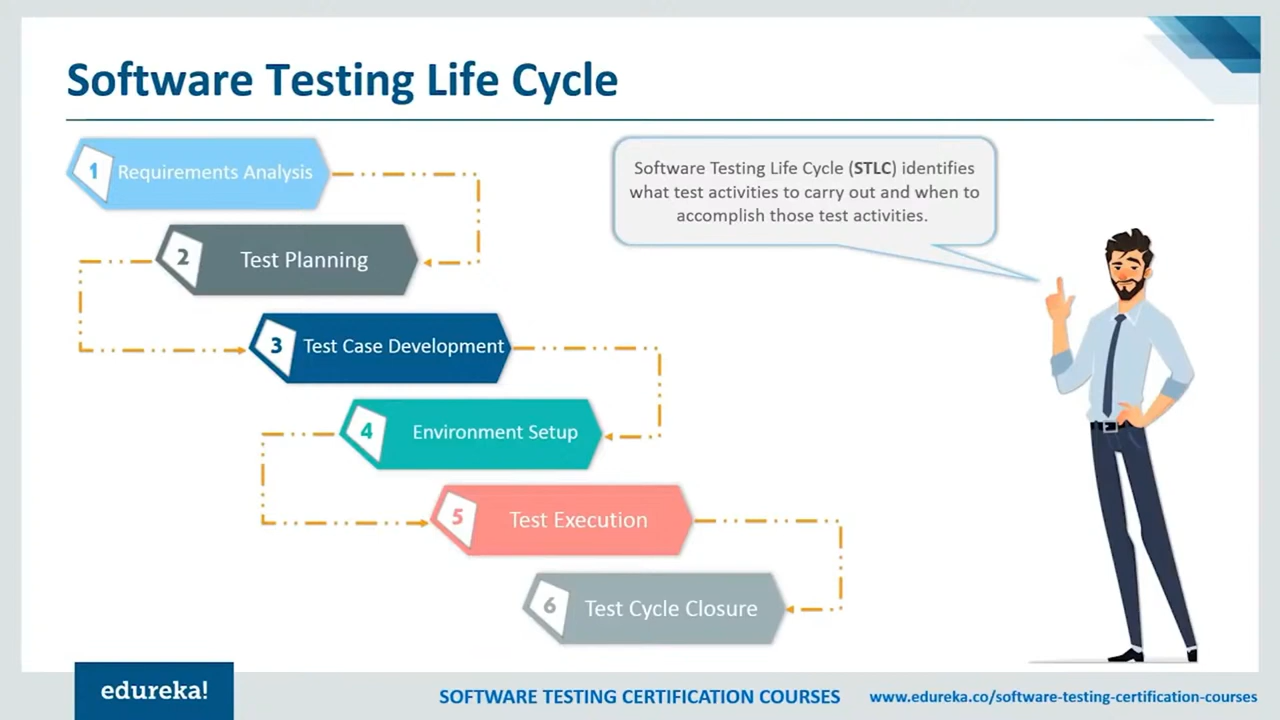 Software Testing Life Cycle
1
Requirements Analysis
2
Test Planning
3
Test Case Development
4
Environment Setup
5
Test Execution
6
Test Cycle Closure
Software Testing Life Cycle (STLC) identifies
what test activities to carry out and when to
accomplish those test activities.
edureka!
SOFTWARE TESTING CERTIFICATION COURSES
www.edureka.co/software-testing-certification-courses